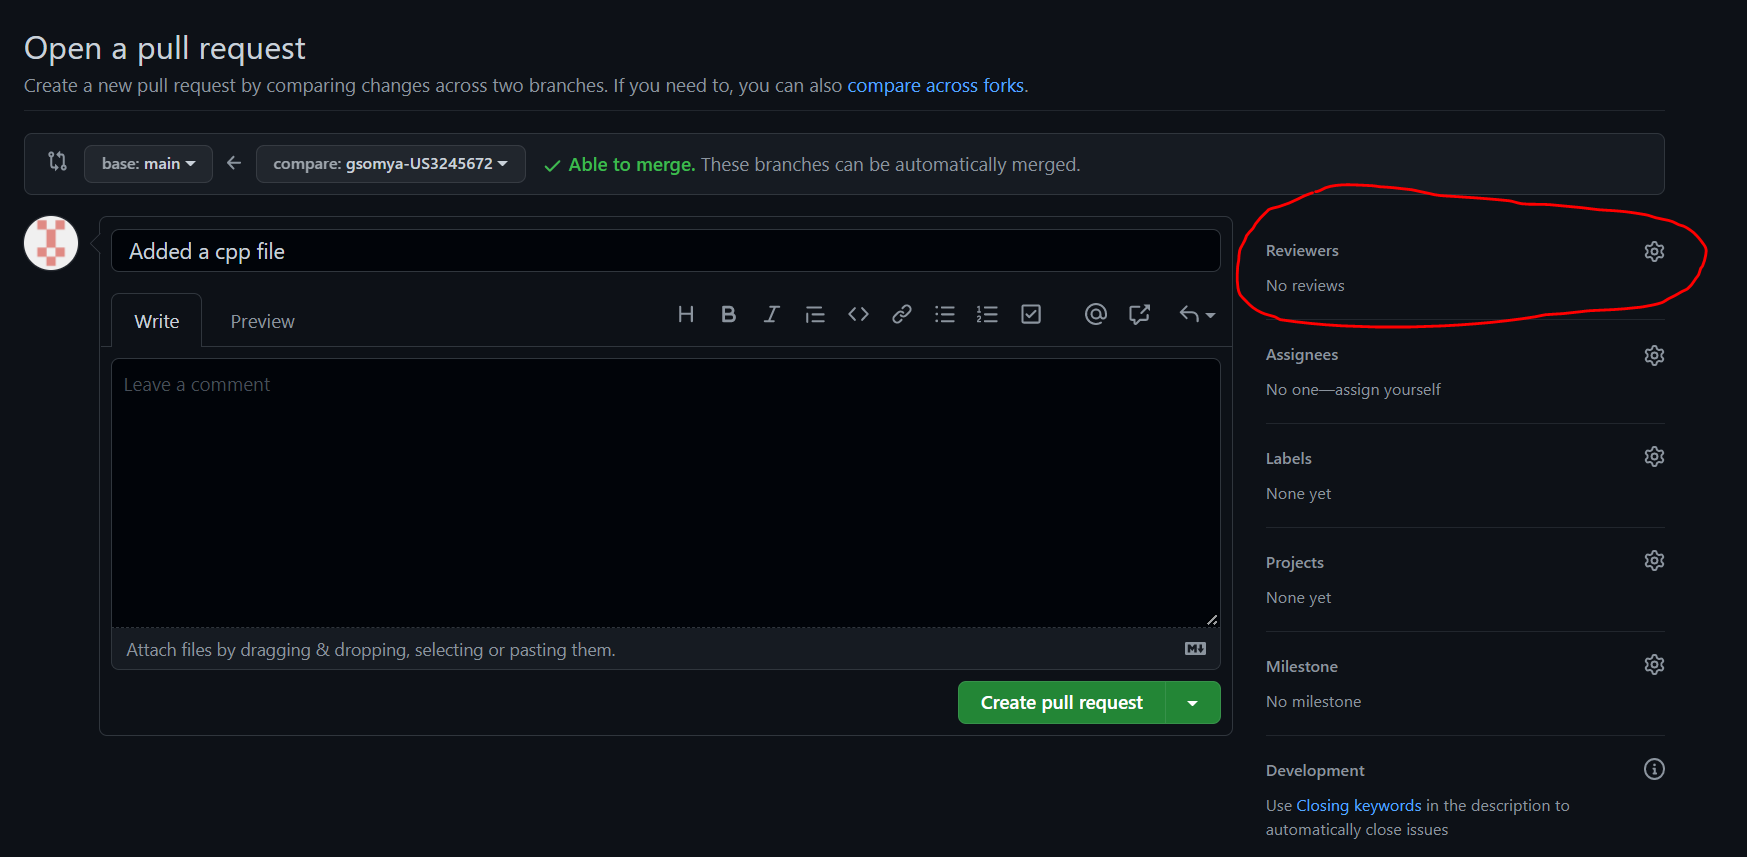 Open a pull request
Create a new pull request by comparing changes across two branches. If you need to, you can also compare across forks.
base: main
compare: gsomya-US3245672
Able to merge. These branches can be automatically merged.
Added a cpp file
Write
Preview
Leave a comment
Attach files by dragging & dropping, selecting or pasting them.
Create pull request
Reviewers
No reviews
Assignees
No one—assign yourself
Labels
None yet
Projects
None yet
Milestone
No milestone
Development
Use Closing keywords in the description to
automatically close issues